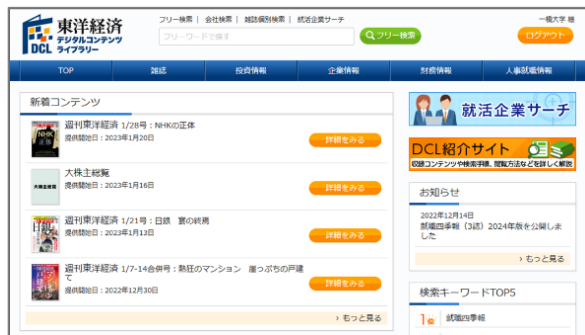 東洋経済
デジタルコンテンツ
DCL ライブラリー
フリー検索 | 会社検索 | 雑誌個別検索 | 就活企業サーチ
フリーワードで探す
フリー検索
一橋大学 様
ログアウト
TOP 雑誌 投資情報 企業情報 財務情報 人事就職情報
新着コンテンツ
週刊東洋経済 1/28号：NHKの正体
提供開始日：2023年1月20日
詳細をみる
大株主総覧
大株主総覧
提供開始日：2023年1月16日
詳細をみる
週刊東洋経済 1/21号：日銀 宴の終焉
提供開始日：2023年1月13日
詳細をみる
週刊東洋経済 1/7-14合併号：熱狂のマンション 崖っぷちの戸建
て
提供開始日：2022年12月30日
詳細をみる
› もっと見る
就活企業サーチ
DCL紹介
サイト
収録コンテンツや検索手順、閲覧方法などを詳しく解説
お知らせ
2022年12月14日
就職四季報（3誌）2024年版を公開しま
した
› もっと見る
検索キーワードTOP5
1位 就職四季報